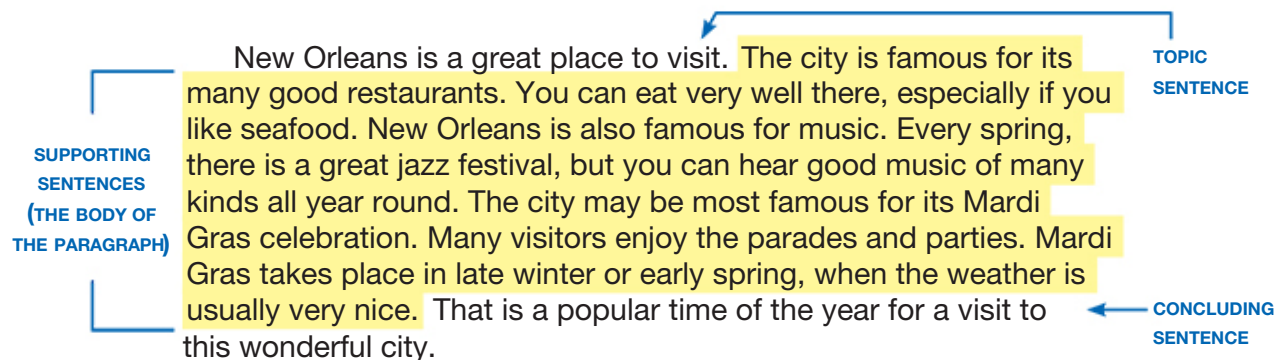 New Orleans is a great place to visit. The city is famous for its
many good restaurants. You can eat very well there, especially if you
like seafood. New Orleans is also famous for music. Every spring,
there is a great jazz festival, but you can hear good music of many
kinds all year round. The city may be most famous for its Mardi
Gras celebration. Many visitors enjoy the parades and parties. Mardi
Gras takes place in late winter or early spring, when the weather is
usually very nice. That is a popular time of the year for a visit to
this wonderful city.
TOPIC
SENTENCE
SUPPORTING
SENTENCES
(THE BODY OF
THE PARAGRAPH)
CONCLUDING
SENTENCE